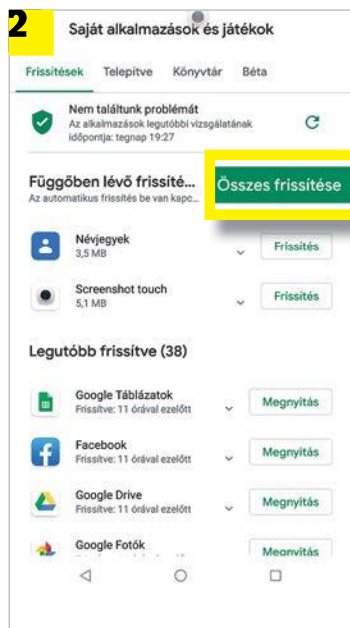 2
Saját alkalmazások és játékok
Frissítések Telepítve Könyvtár Béta
Nem találtunk problémát
Az alkalmazások legutóbbi vizsgálatának
időpontja: tegnap 19:27
Függőben lévő frissíté...
Összes frissítése
Az automatikus frissítés be van kapc...
Névjegyek
3,5 MB
Frissítés
Screenshot touch
5,1 MB
Frissítés
Legutóbb frissítve (38)
Google Táblázatok
Frissítve: 11 órával ezelőtt
Megnyitás
Facebook
Frissítve: 11 órával ezelőtt
Megnyitás
Google Drive
Frissítve: 11 órával ezelőtt
Megnyitás
Google Fotók
Megnyitás